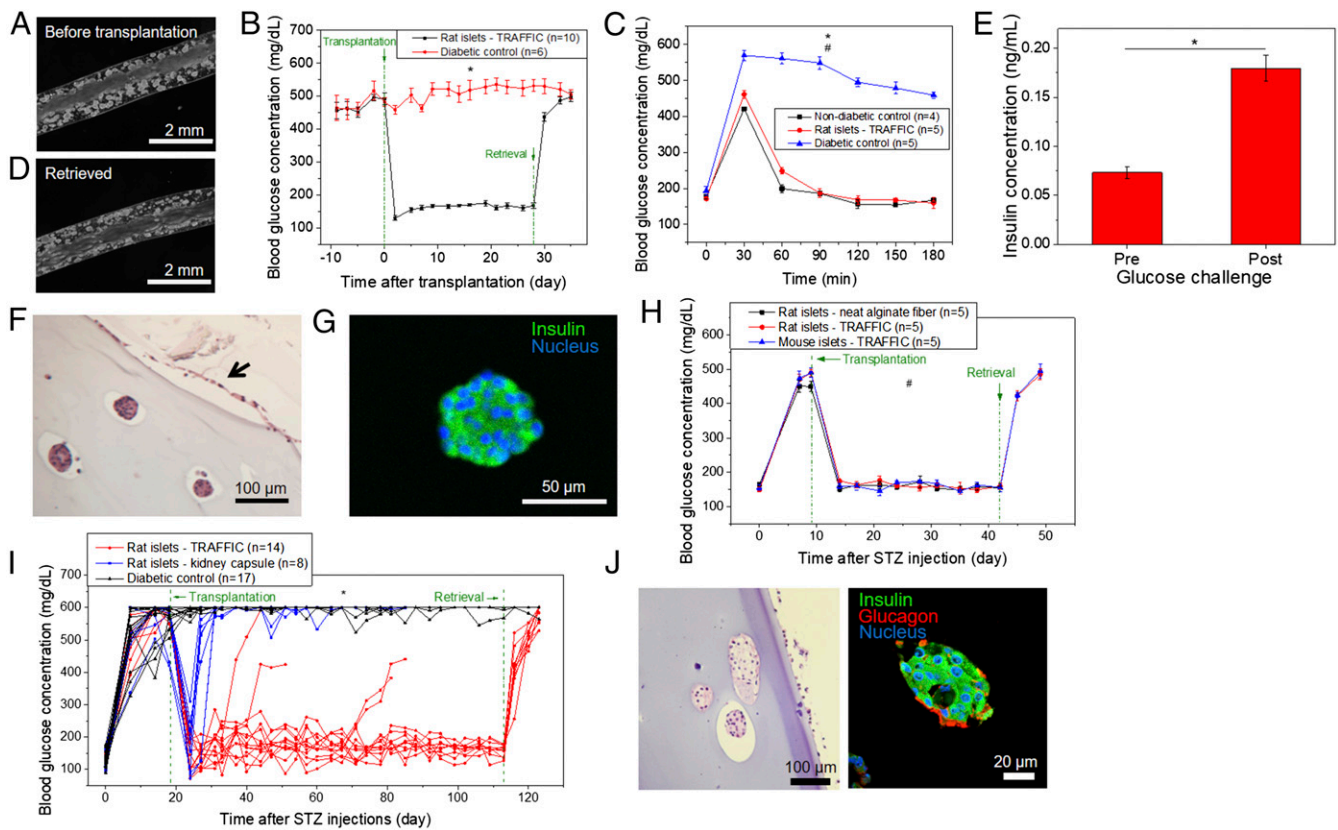 A
Before transplantation
2 mm
D
Retrieved
2 mm
B
Blood glucose concentration (mg/dL)
700
600
500
400
300
200
100
Rat islets - TRAFFIC (n=10)
Diabetic control (n=6)
Transplantation
*
Retrieval
-10 0 10 20 30
Time after transplantation (day)
C
Blood glucose concentration (mg/dL)
600
500
400
300
200
100
*
#
Non-diabetic control (n=4)
Rat islets - TRAFFIC (n=5)
Diabetic control (n=5)
0 30 60 90 120 150 180
Time (min)
E
Insulin concentration (ng/mL)
0.20
0.15
0.10
0.05
0.00
*
Pre Post
Glucose challenge
F
100 µm
G
Insulin
Nucleus
50 µm
H
Blood glucose concentration (mg/dL)
Rat islets - neat alginate fiber (n=5)
Rat islets - TRAFFIC (n=5)
Mouse islets - TRAFFIC (n=5)
600
500
400
300
200
100
Transplantation
#
Retrieval
0 10 20 30 40 50
Time after STZ injection (day)
I
Blood glucose concentration (mg/dL)
Rat islets - TRAFFIC (n=14)
Rat islets - kidney capsule (n=8)
Diabetic control (n=17)
700
600
500
400
300
200
100
Transplantation
*
Retrieval
0 20 40 60 80 100 120
Time after STZ injections (day)
J
100 µm
Insulin
Glucagon
Nucleus
20 µm